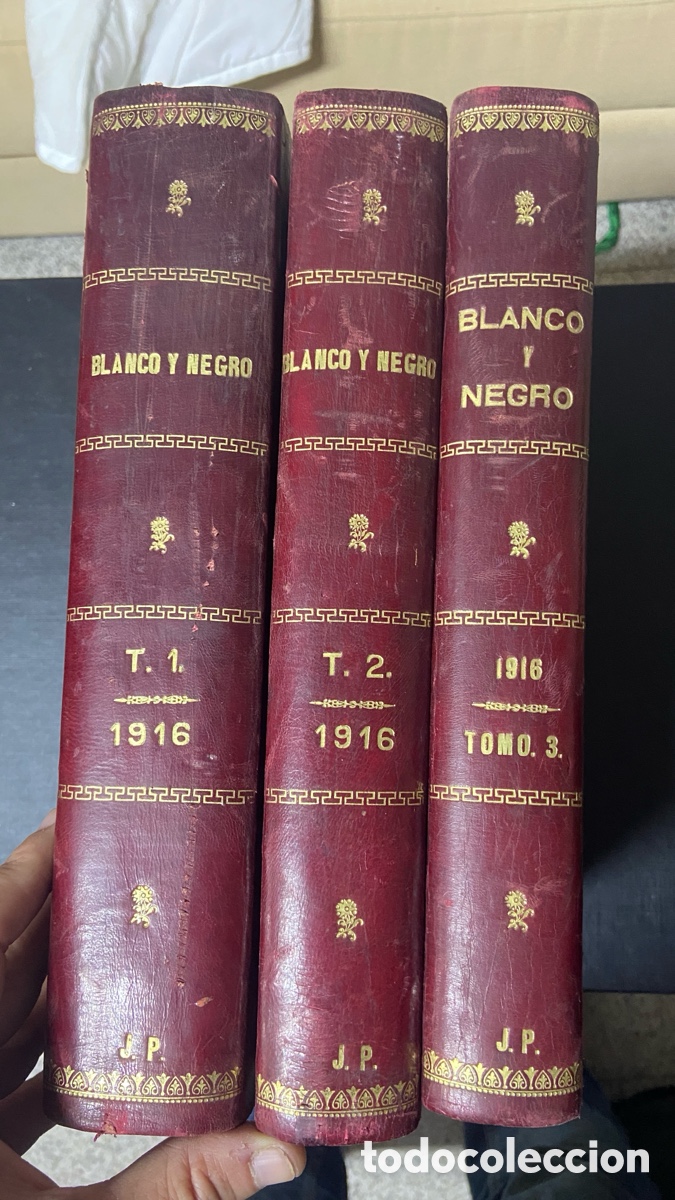 BLANCO Y NEGRO
T. 1.
1916
J.P.
BLANCO Y NEGRO
T. 2.
1916
J.P.
BLANCO
Y
NEGRO
1916
TOMO. 3.
J.P.
todocoleccion